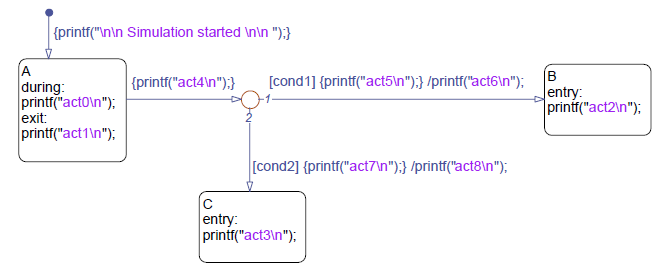 {printf("\n\n Simulation started \n\n ");}
A
during:
printf("act0\n");
exit:
printf("act1\n");
{printf("act4\n");}
1
2
[cond1] {printf("act5\n");} /printf("act6\n");
B
entry:
printf("act2\n");
[cond2] {printf("act7\n");} /printf("act8\n");
C
entry:
printf("act3\n");